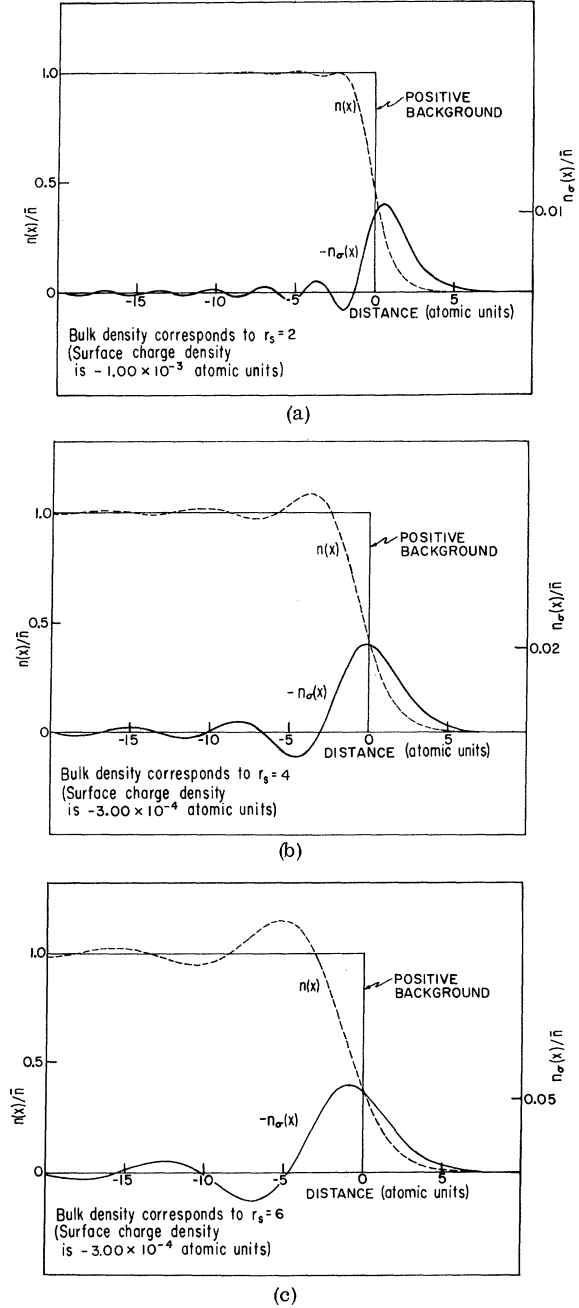 1.0
0.5
0
n(x)/n̄
n(x)
POSITIVE
BACKGROUND
0.01
n_σ(x)/n̄
-n_σ(x)
-15
-10
-5
0
5
DISTANCE (atomic units)
Bulk density corresponds to r_s = 2
(Surface charge density
is -1.00 × 10⁻³ atomic units)
(a)
1.0
0.5
0
n(x)/n̄
n(x)
POSITIVE
BACKGROUND
0.02
n_σ(x)/n̄
-n_σ(x)
-15
-10
-5
0
5
DISTANCE (atomic units)
Bulk density corresponds to r_s = 4
(Surface charge density
is -3.00 × 10⁻⁴ atomic units)
(b)
1.0
0.5
0
n(x)/n̄
n(x)
POSITIVE
BACKGROUND
0.05
n_σ(x)/n̄
-n_σ(x)
-15
-10
-5
0
5
DISTANCE (atomic units)
Bulk density corresponds to r_s = 6
(Surface charge density
is -3.00 × 10⁻⁴ atomic units)
(c)